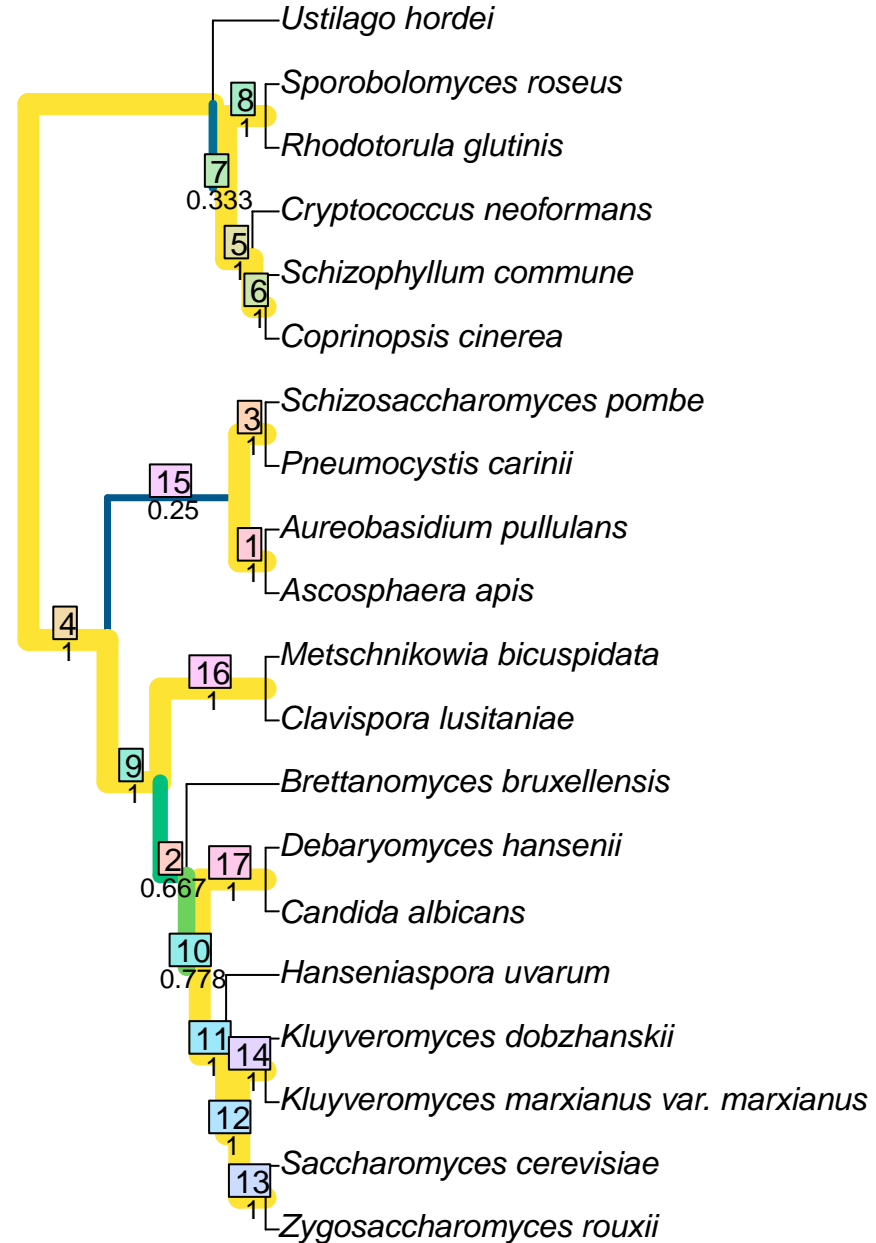 Ustilago hordei
Sporobolomyces roseus
8
1
Rhodotorula glutinis
7
0.333
Cryptococcus neoformans
5
1
Schizophyllum commune
6
1
Coprinopsis cinerea
Schizosaccharomyces pombe
3
1
Pneumocystis carinii
15
0.25
Aureobasidium pullulans
1
1
Ascosphaera apis
4
1
Metschnikowia bicuspidata
16
1
Clavispora lusitaniae
9
1
Brettanomyces bruxellensis
Debaryomyces hansenii
2
0.667
17
1
Candida albicans
10
0.778
Hanseniaspora uvarum
Kluyveromyces dobzhanskii
11
1
14
1
Kluyveromyces marxianus var. marxianus
12
1
Saccharomyces cerevisiae
13
1
Zygosaccharomyces rouxii